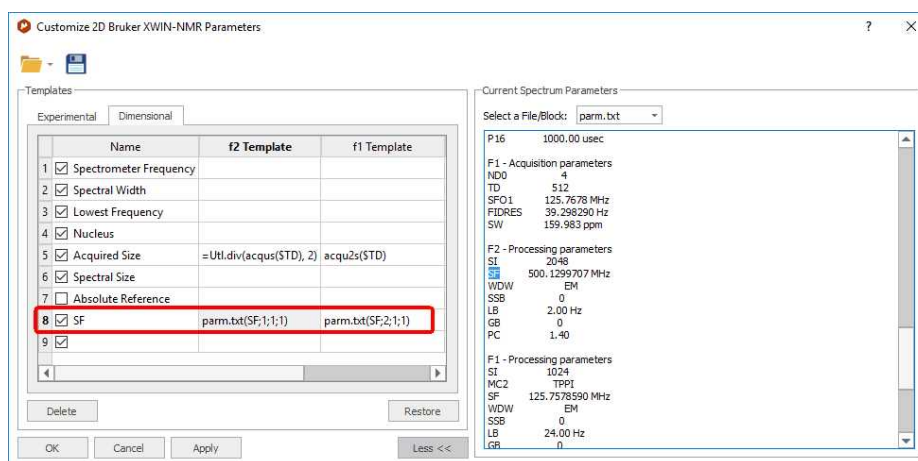 Customize 2D Bruker XWIN-NMR Parameters ? X
Templates
Experimental Dimensional
Name f2 Template f1 Template
1 Spectrometer Frequency
2 Spectral Width
3 Lowest Frequency
4 Nucleus
5 Acquired Size =Utl.div(acqus($TD), 2) acqu2s($TD)
6 Spectral Size
7 Absolute Reference
8 SF parm.txt(SF;1;1;1) parm.txt(SF;2;1;1)
9
Delete Restore
OK Cancel Apply Less <<
Current Spectrum Parameters
Select a File/Block: parm.txt
P16 1000.00 usec
F1 - Acquisition parameters
ND0 4
TD 512
SFO1 125.7678 MHz
FIDRES 39.298290 Hz
SW 159.983 ppm
F2 - Processing parameters
SI 2048
SF 500.1299707 MHz
WDW EM
SSB 0
LB 2.00 Hz
GB 0
PC 1.40
F1 - Processing parameters
SI 1024
MC2 TPPI
SF 125.7578590 MHz
WDW EM
SSB 0
LB 24.00 Hz
GB 0